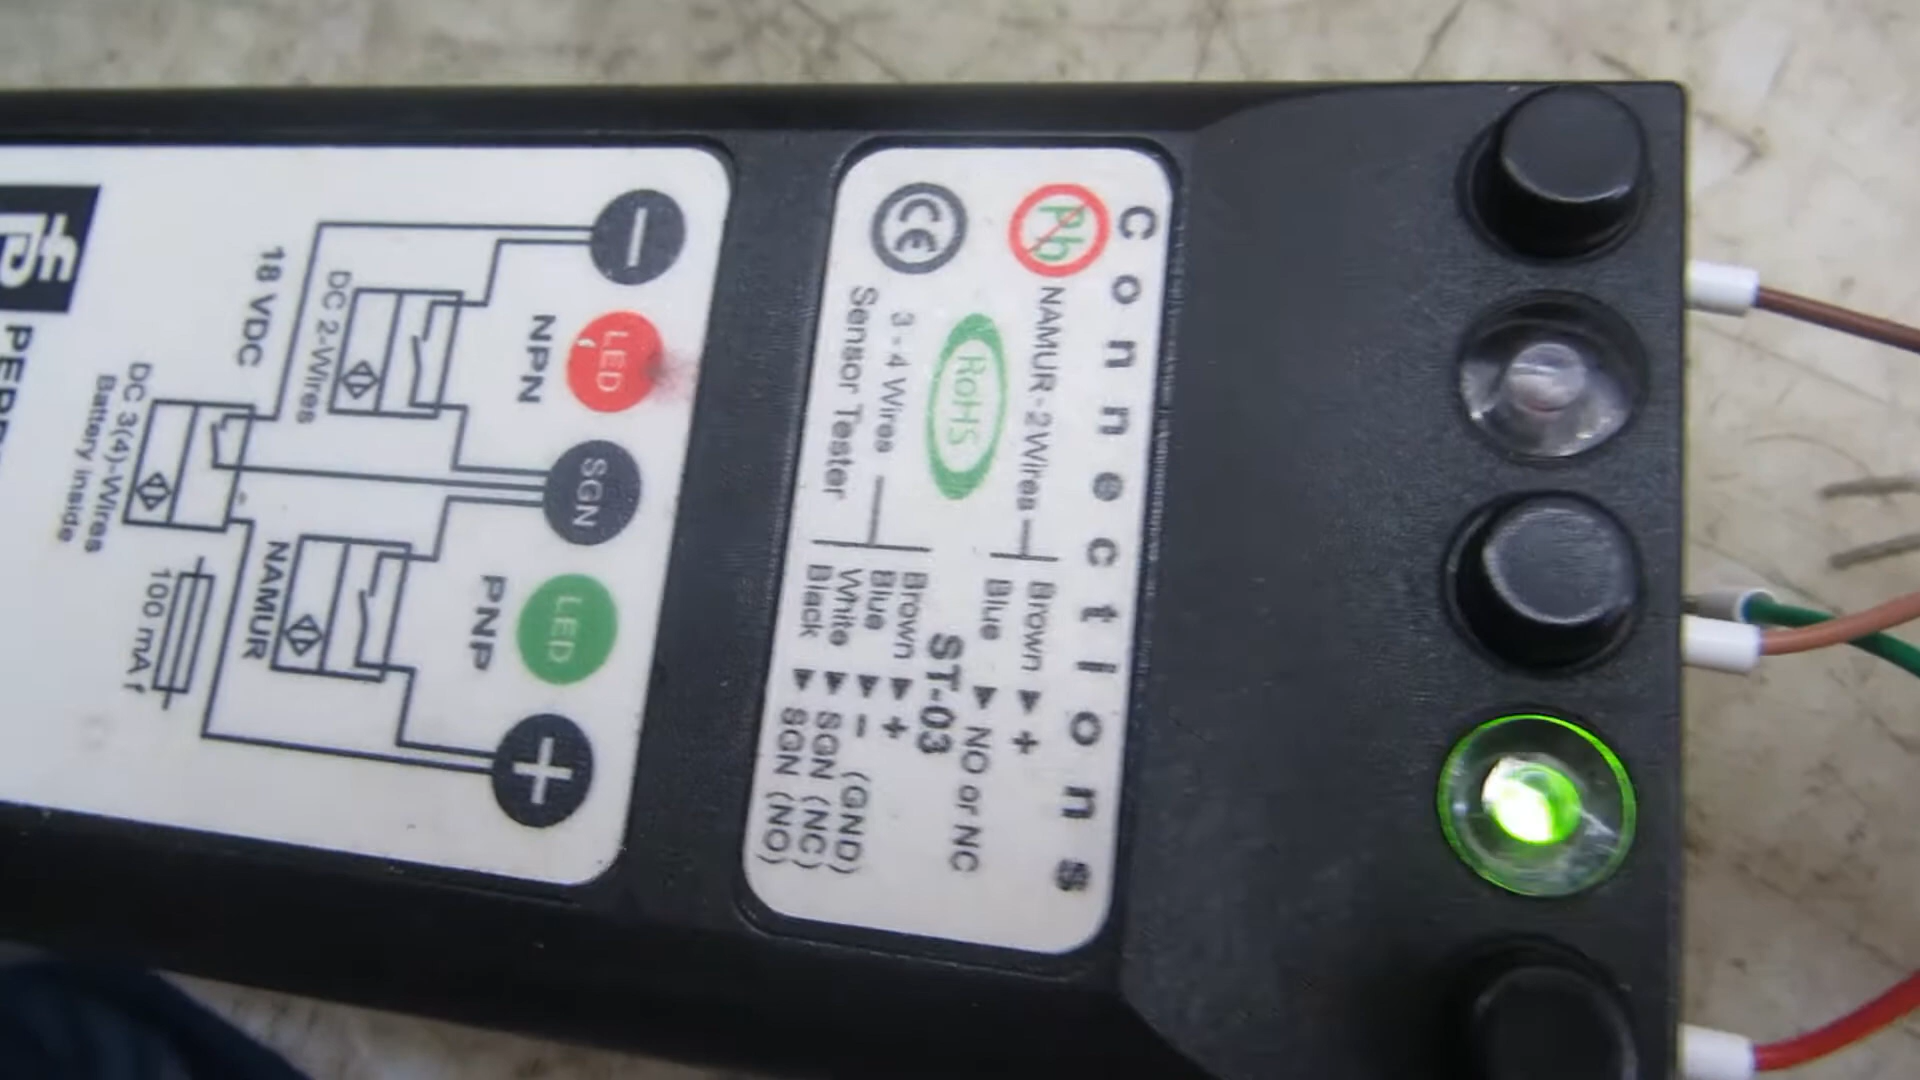 Connections
Pb
NAMUR-2Wires
Brown ▶ +
Blue ▶ NO or NC
RoHS
ST-03
CE
3-4 Wires
Sensor Tester
Brown ▶ +
Blue ▶ - (GND)
White ▶ SGN (NC)
Black ▶ SGN (NO)
-
LED
SGN
LED
+
NPN
PNP
DC 2-Wires
NAMUR
18 VDC
DC 3(4)-Wires
Battery inside
100 mA f